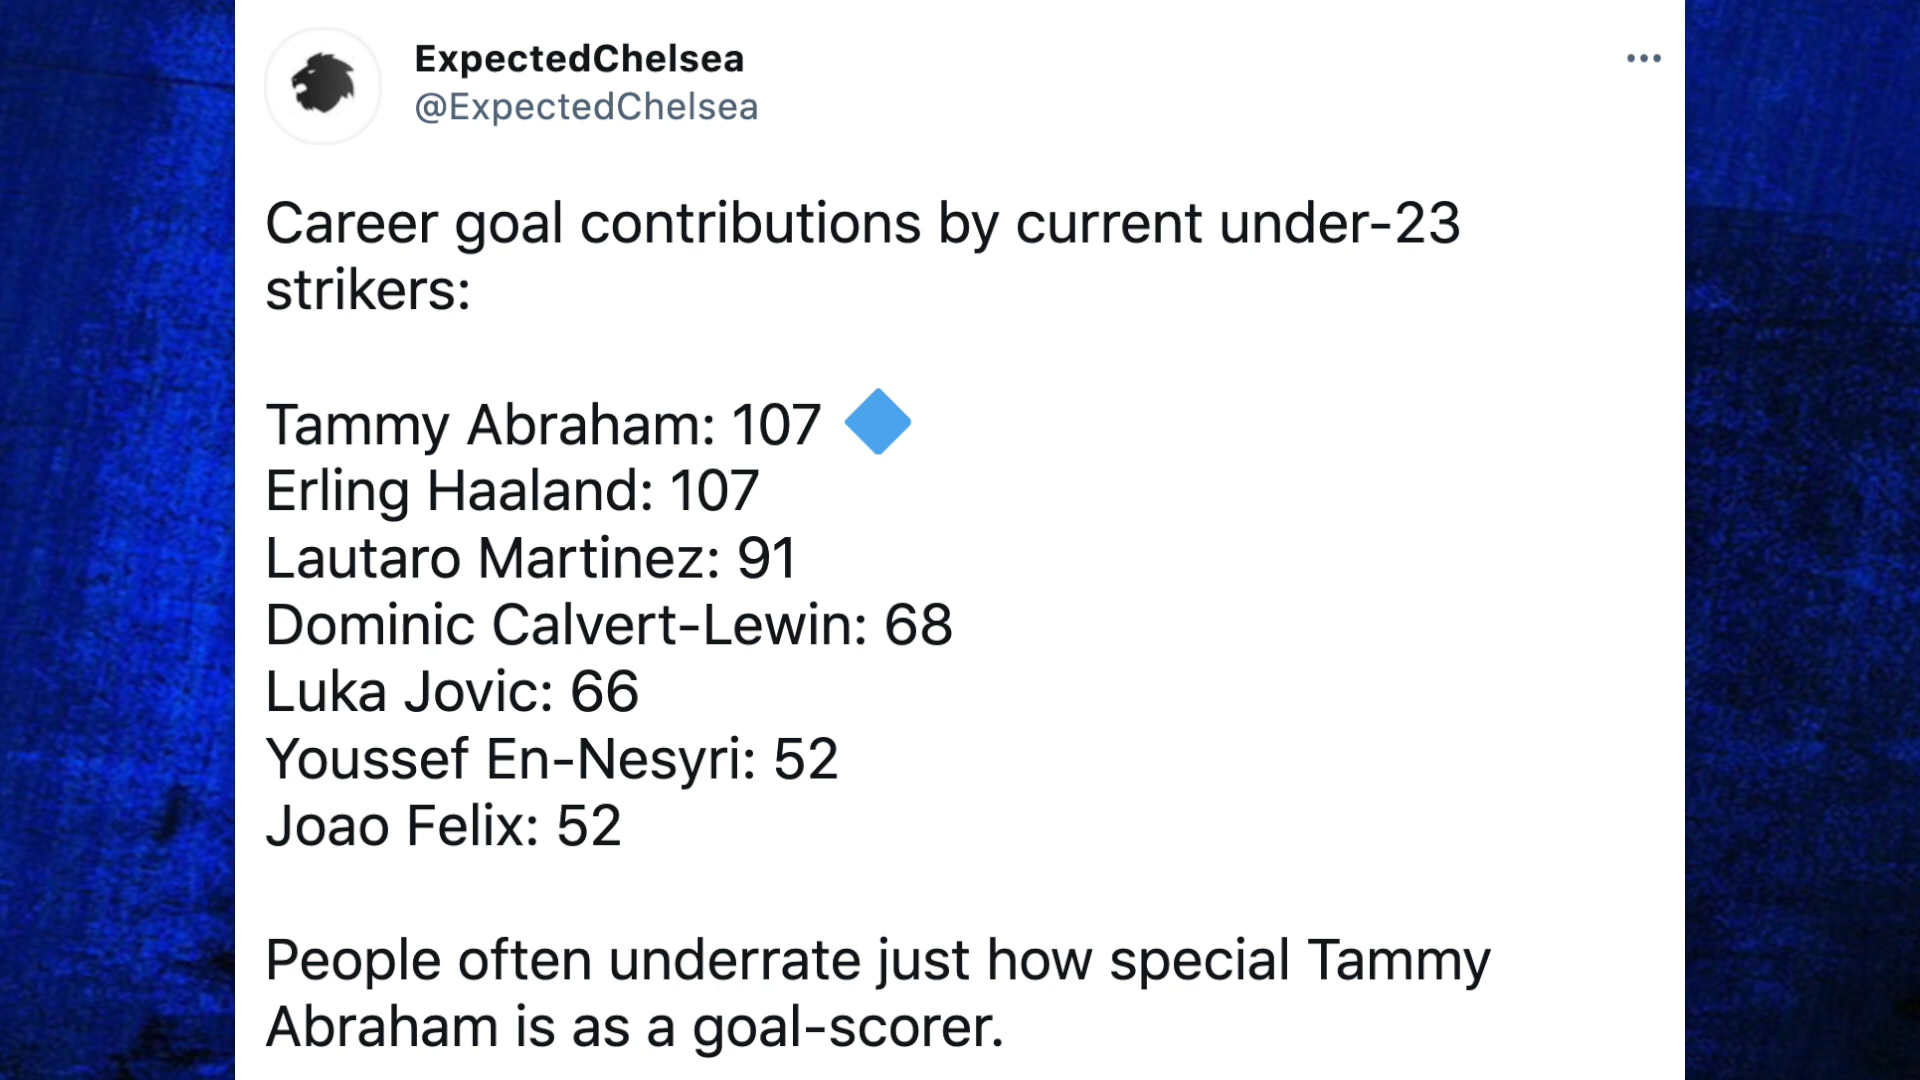 ExpectedChelsea
@ExpectedChelsea
Career goal contributions by current under-23
strikers:
Tammy Abraham: 107 🔷
Erling Haaland: 107
Lautaro Martinez: 91
Dominic Calvert-Lewin: 68
Luka Jovic: 66
Youssef En-Nesyri: 52
Joao Felix: 52
People often underrate just how special Tammy
Abraham is as a goal-scorer.